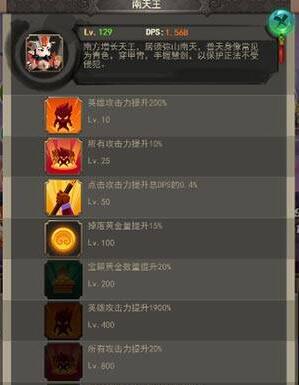 南天王
Lv.129 DPS:1.56B
南方增长天王，居须弥山南天，善天身像常见
为青色，穿甲胄，手握慧剑，以保护正法不受
侵犯。
英雄攻击力提升200%
Lv.10
所有攻击力提升10%
Lv.25
点击攻击力提升总DPS的0.4%
Lv.50
掉落黄金量提升15%
Lv.100
宝箱黄金数量提升20%
Lv.200
英雄攻击力提升1900%
Lv.400
所有攻击力提升20%
Lv.800